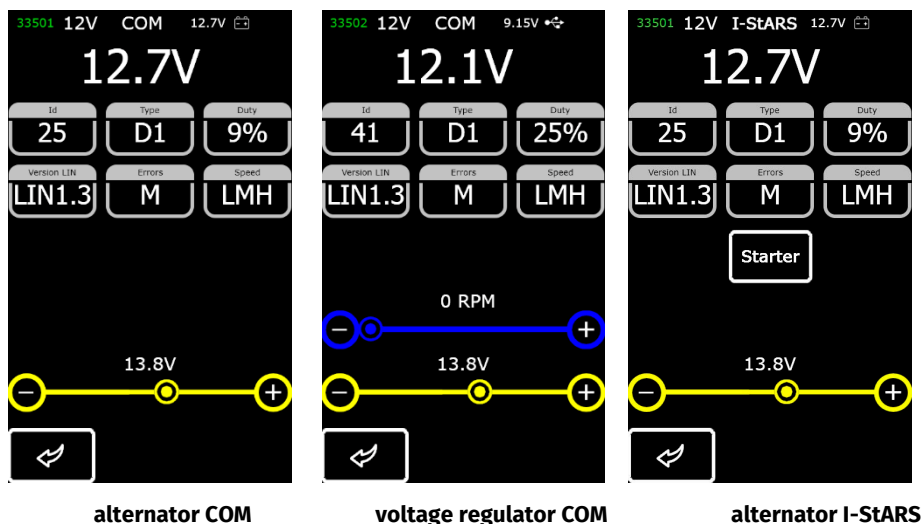 33501 12V COM 12.7V
12.7V
Id Type Duty
25 D1 9%
Version LIN Errors Speed
LIN1.3 M LMH
13.8V
− +
alternator COM
33502 12V COM 9.15V
12.1V
Id Type Duty
41 D1 25%
Version LIN Errors Speed
LIN1.3 M LMH
0 RPM
− +
13.8V
− +
voltage regulator COM
33501 12V I-StARS 12.7V
12.7V
Id Type Duty
25 D1 9%
Version LIN Errors Speed
LIN1.3 M LMH
Starter
13.8V
− +
alternator I-StARS